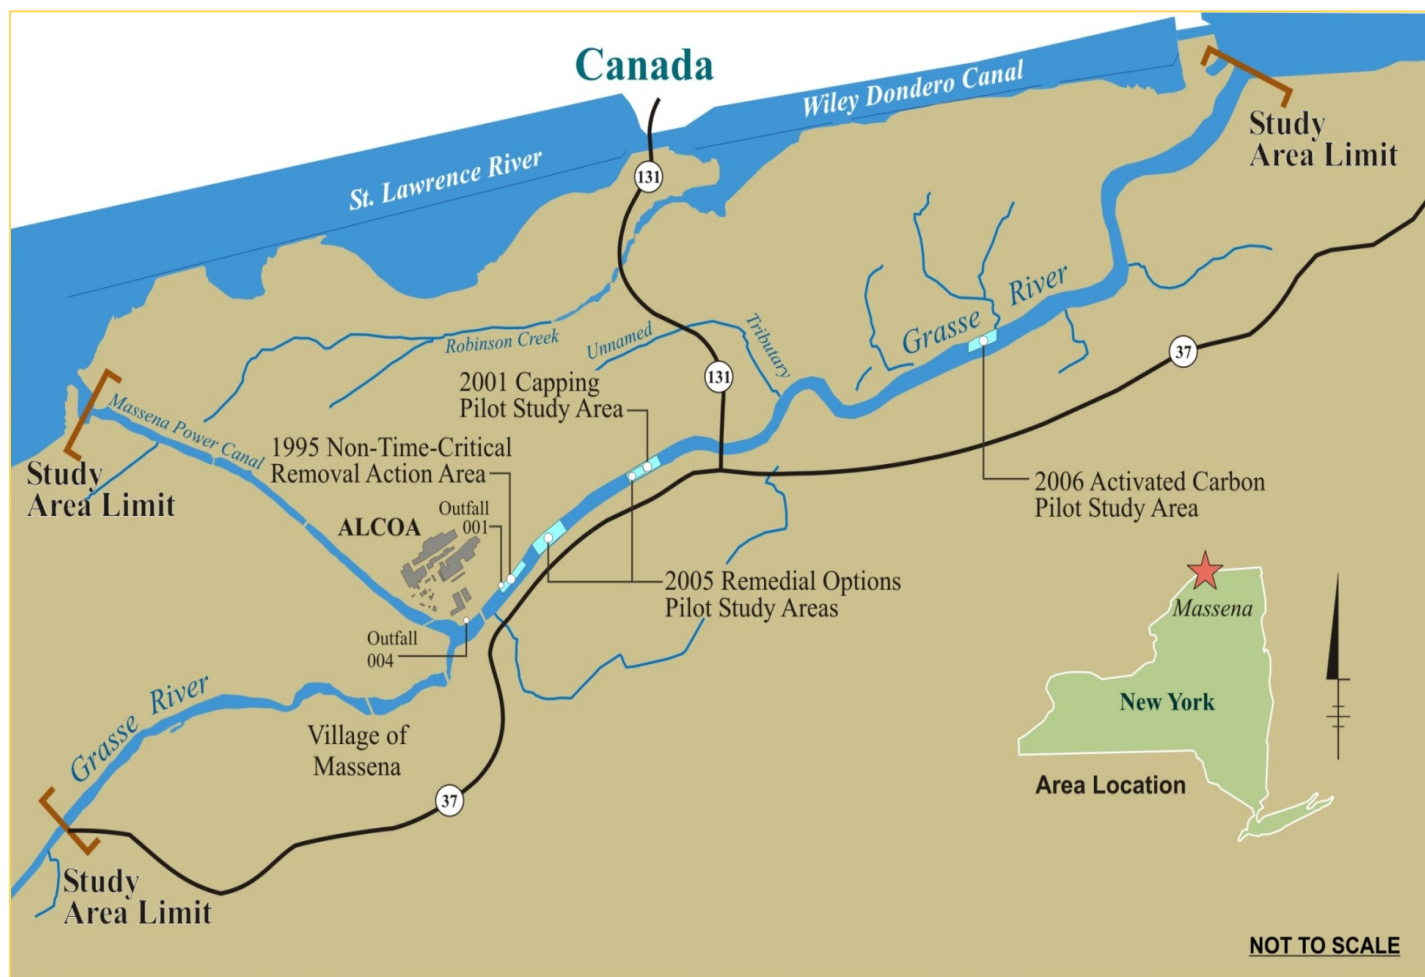 Canada
Wiley Dondero Canal
Study
Area Limit
St. Lawrence River
131
Grasse River
Robinson Creek
Unnamed
Tributary
37
131
2001 Capping
Pilot Study Area
Massena Power Canal
1995 Non-Time-Critical
Removal Action Area
Study
Area Limit
2006 Activated Carbon
Pilot Study Area
Outfall
001
ALCOA
2005 Remedial Options
Pilot Study Areas
Massena
Outfall
004
Grasse River
New York
Village of
Massena
Area Location
37
Study
Area Limit
NOT TO SCALE